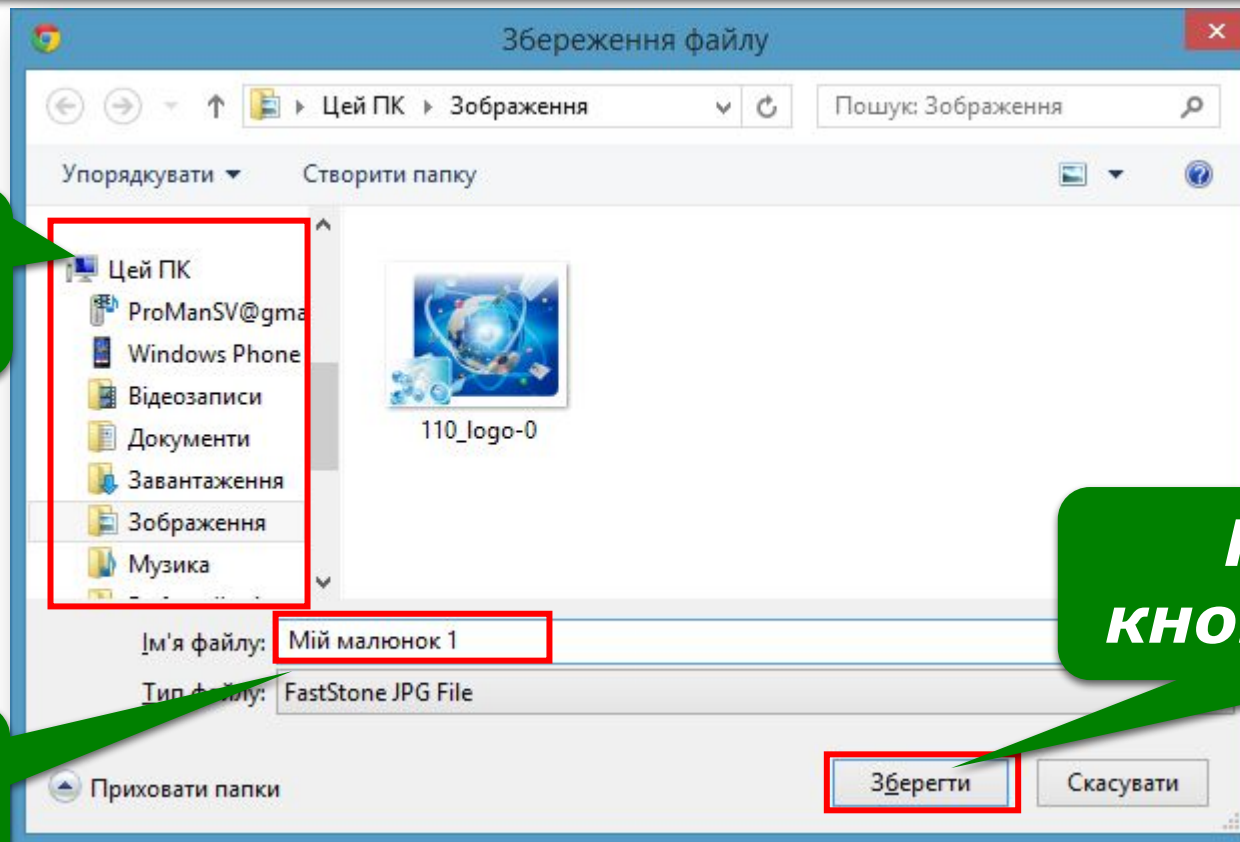 Збереження файлу
Цей ПК Зображення
Пошук: Зображення
Упорядкувати
Створити папку
Цей ПК
ProManSV@gma
Windows Phone
Відеозаписи
Документи
Завантаження
Зображення
Музика
110_logo-0
Ім'я файлу: Мій малюнок 1
Тип файлу: FastStone JPG File
Приховати папки
Зберегти
Скасувати